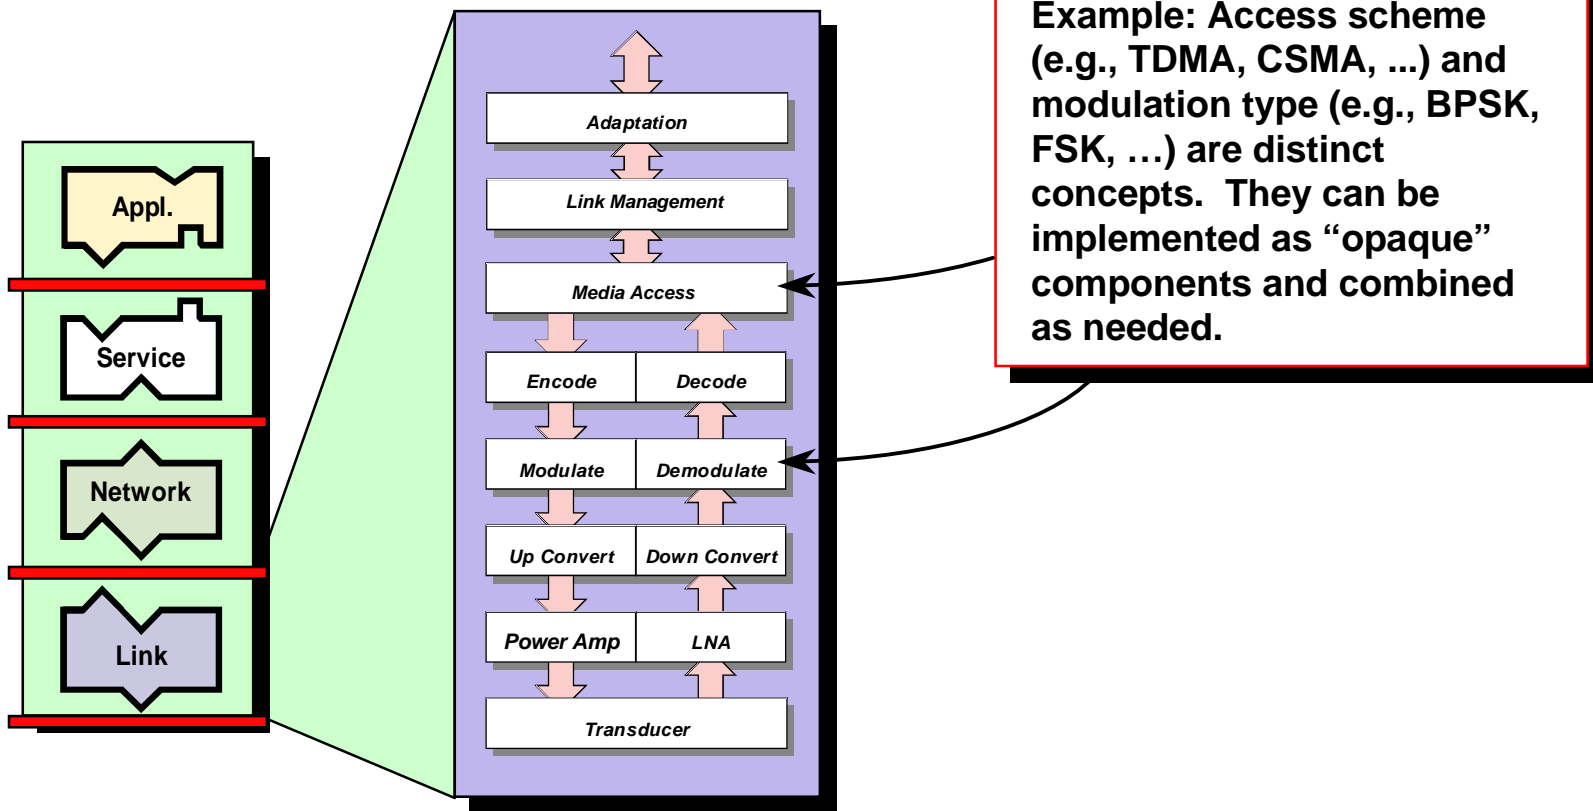 Appl.
Service
Network
Link
Adaptation
Link Management
Media Access
Encode
Decode
Modulate
Demodulate
Up Convert
Down Convert
Power Amp
LNA
Transducer
Example: Access scheme
(e.g., TDMA, CSMA, ...) and
modulation type (e.g., BPSK,
FSK, …) are distinct
concepts.  They can be
implemented as “opaque”
components and combined
as needed.